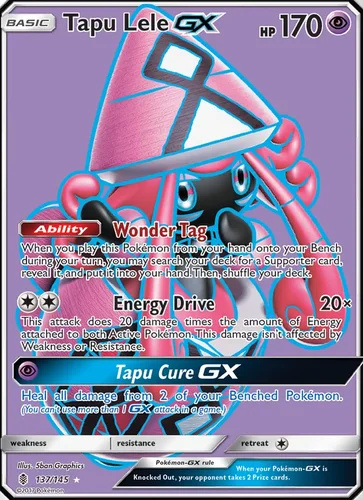 BASIC Tapu Lele GX HP 170
Ability Wonder Tag
When you play this Pokémon from your hand onto your Bench
during your turn, you may search your deck for a Supporter card,
reveal it, and put it into your hand. Then, shuffle your deck.
Energy Drive 20×
This attack does 20 damage times the amount of Energy
attached to both Active Pokémon. This damage isn't affected by
Weakness or Resistance.
Tapu Cure GX
Heal all damage from 2 of your Benched Pokémon.
(You can't use more than 1 GX attack in a game.)
weakness resistance retreat
Illus. 5ban Graphics
137/145
©2017 Pokémon
Pokémon-GX rule
When your Pokémon-GX is
Knocked Out, your opponent takes 2 Prize cards.